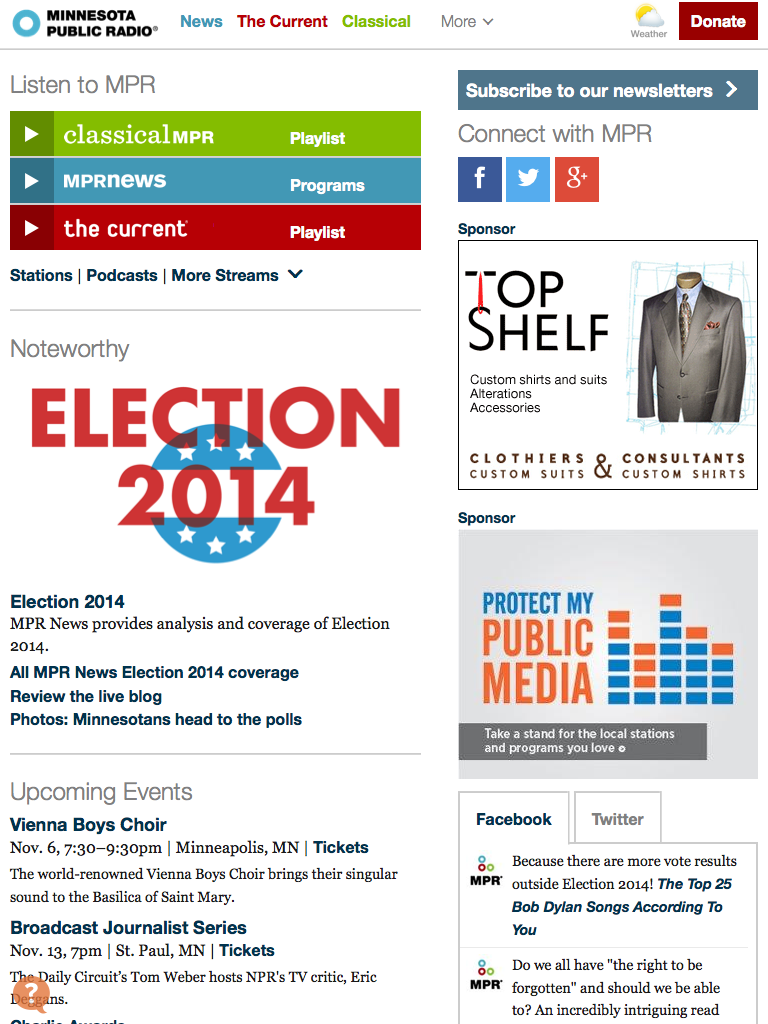 MINNESOTA
PUBLIC RADIO®
News The Current Classical More
Weather
Donate
Listen to MPR
classicalMPR Playlist
MPRnews Programs
the current® Playlist
Stations | Podcasts | More Streams
Noteworthy
ELECTION
2014
Election 2014
MPR News provides analysis and coverage of Election
2014.
All MPR News Election 2014 coverage
Review the live blog
Photos: Minnesotans head to the polls
Upcoming Events
Vienna Boys Choir
Nov. 6, 7:30–9:30pm | Minneapolis, MN | Tickets
The world-renowned Vienna Boys Choir brings their singular
sound to the Basilica of Saint Mary.
Broadcast Journalist Series
Nov. 13, 7pm | St. Paul, MN | Tickets
The Daily Circuit's Tom Weber hosts NPR's TV critic, Eric
Deggans.
?
Charlie Awards
Subscribe to our newsletters
Connect with MPR
f
g+
Sponsor
TOP
SHELF
Custom shirts and suits
Alterations
Accessories
CLOTHIERS & CONSULTANTS
CUSTOM SUITS CUSTOM SHIRTS
Sponsor
PROTECT MY
PUBLIC
MEDIA
Take a stand for the local stations
and programs you love
Facebook Twitter
MPR
Because there are more vote results
outside Election 2014! The Top 25
Bob Dylan Songs According To
You
MPR
Do we all have "the right to be
forgotten" and should we be able
to? An incredibly intriguing read